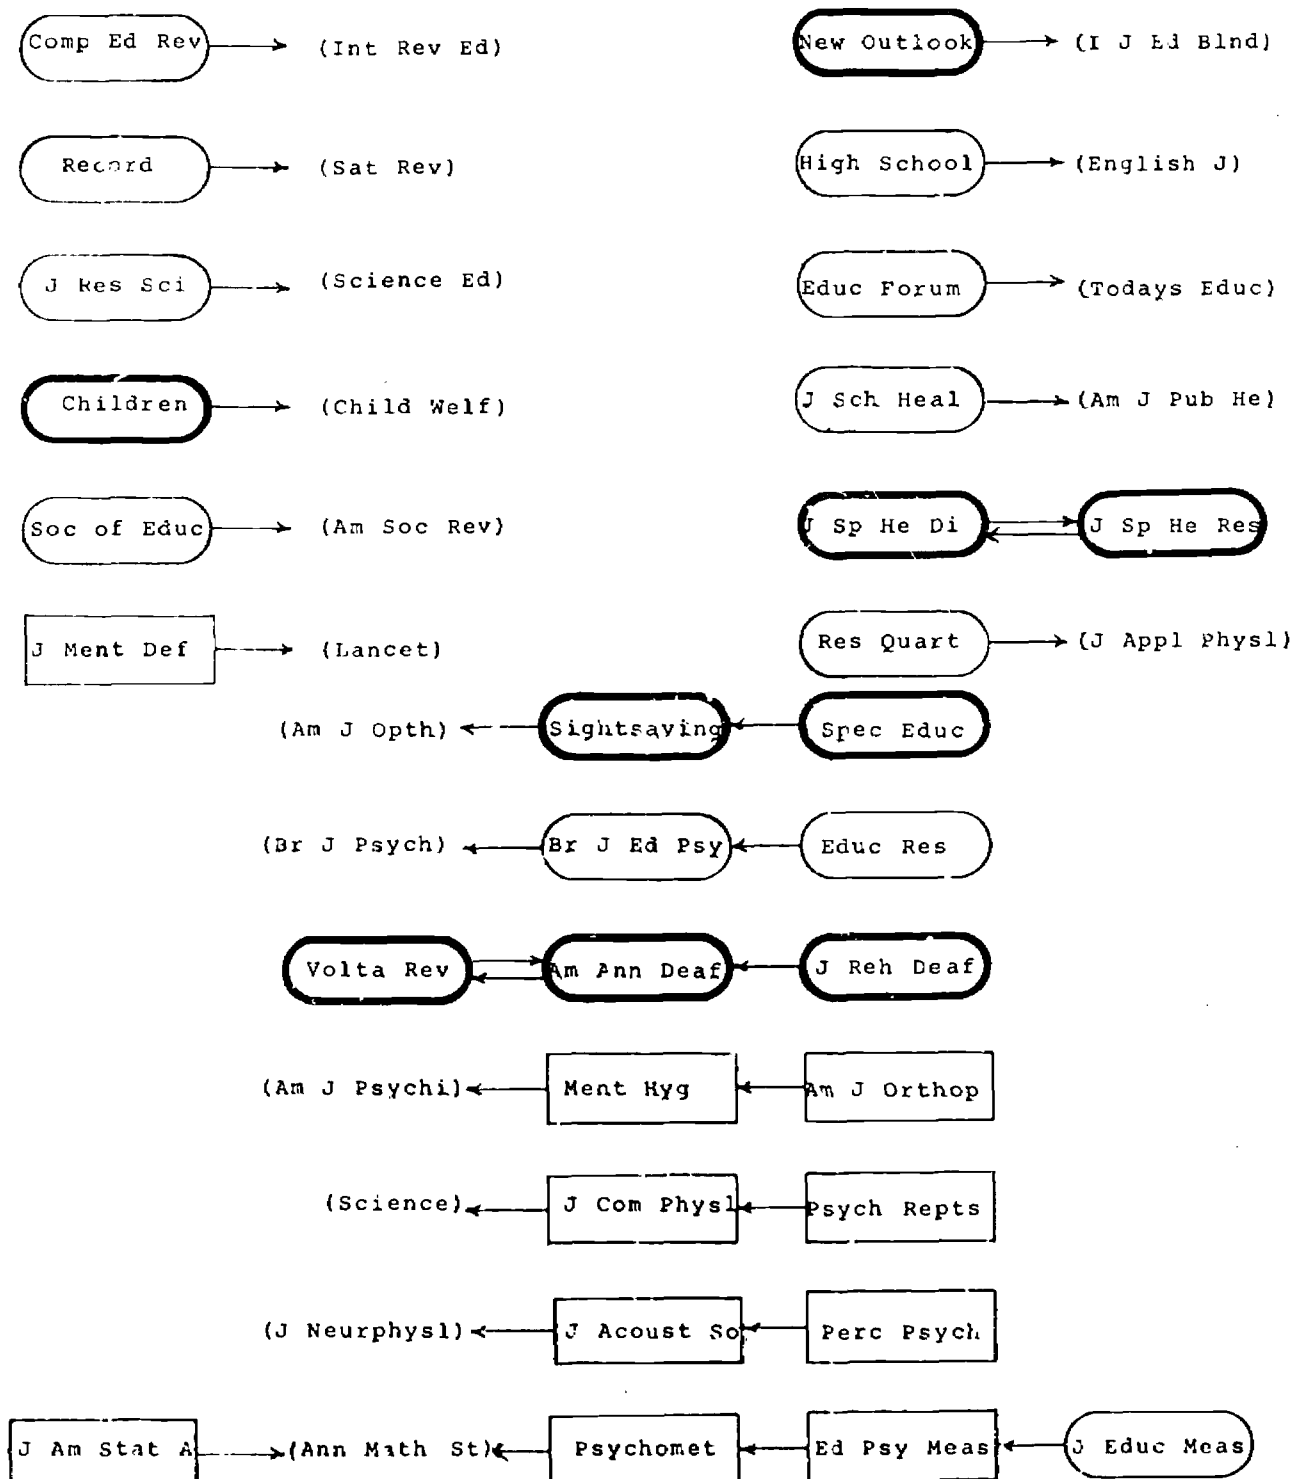 Comp Ed Rev (Int Rev Ed) New Outlook (I J Ed Blnd)
Record (Sat Rev) High School (English J)
J Res Sci (Science Ed) Educ Forum (Todays Educ)
Children (Child Welf) J Sch Heal (Am J Pub He)
Soc of Educ (Am Soc Rev) J Sp He Di J Sp He Res
J Ment Def (Lancet) Res Quart (J Appl Physl)
(Am J Opth) Sightsaving Spec Educ
(Br J Psych) Br J Ed Psy Educ Res
Volta Rev Am Ann Deaf J Reh Deaf
(Am J Psychi) Ment Hyg Am J Orthop
(Science) J Com Physl Psych Repts
(J Neurphysl) J Acoust So Perc Psych
J Am Stat A (Ann Math St) Psychomet Ed Psy Meas J Educ Meas